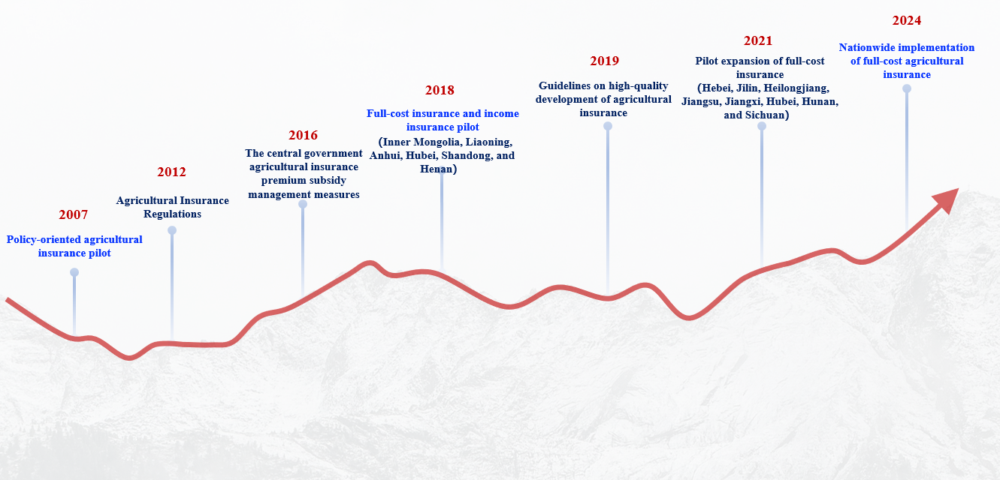 2007
Policy-oriented agricultural
insurance pilot
2012
Agricultural Insurance
Regulations
2016
The central government
agricultural insurance
premium subsidy
management measures
2018
Full-cost insurance and income
insurance pilot
(Inner Mongolia, Liaoning,
Anhui, Hubei, Shandong, and
Henan)
2019
Guidelines on high-quality
development of agricultural
insurance
2021
Pilot expansion of full-cost
insurance
(Hebei, Jilin, Heilongjiang,
Jiangsu, Jiangxi, Hubei, Hunan,
and Sichuan)
2024
Nationwide implementation
of full-cost agricultural
insurance